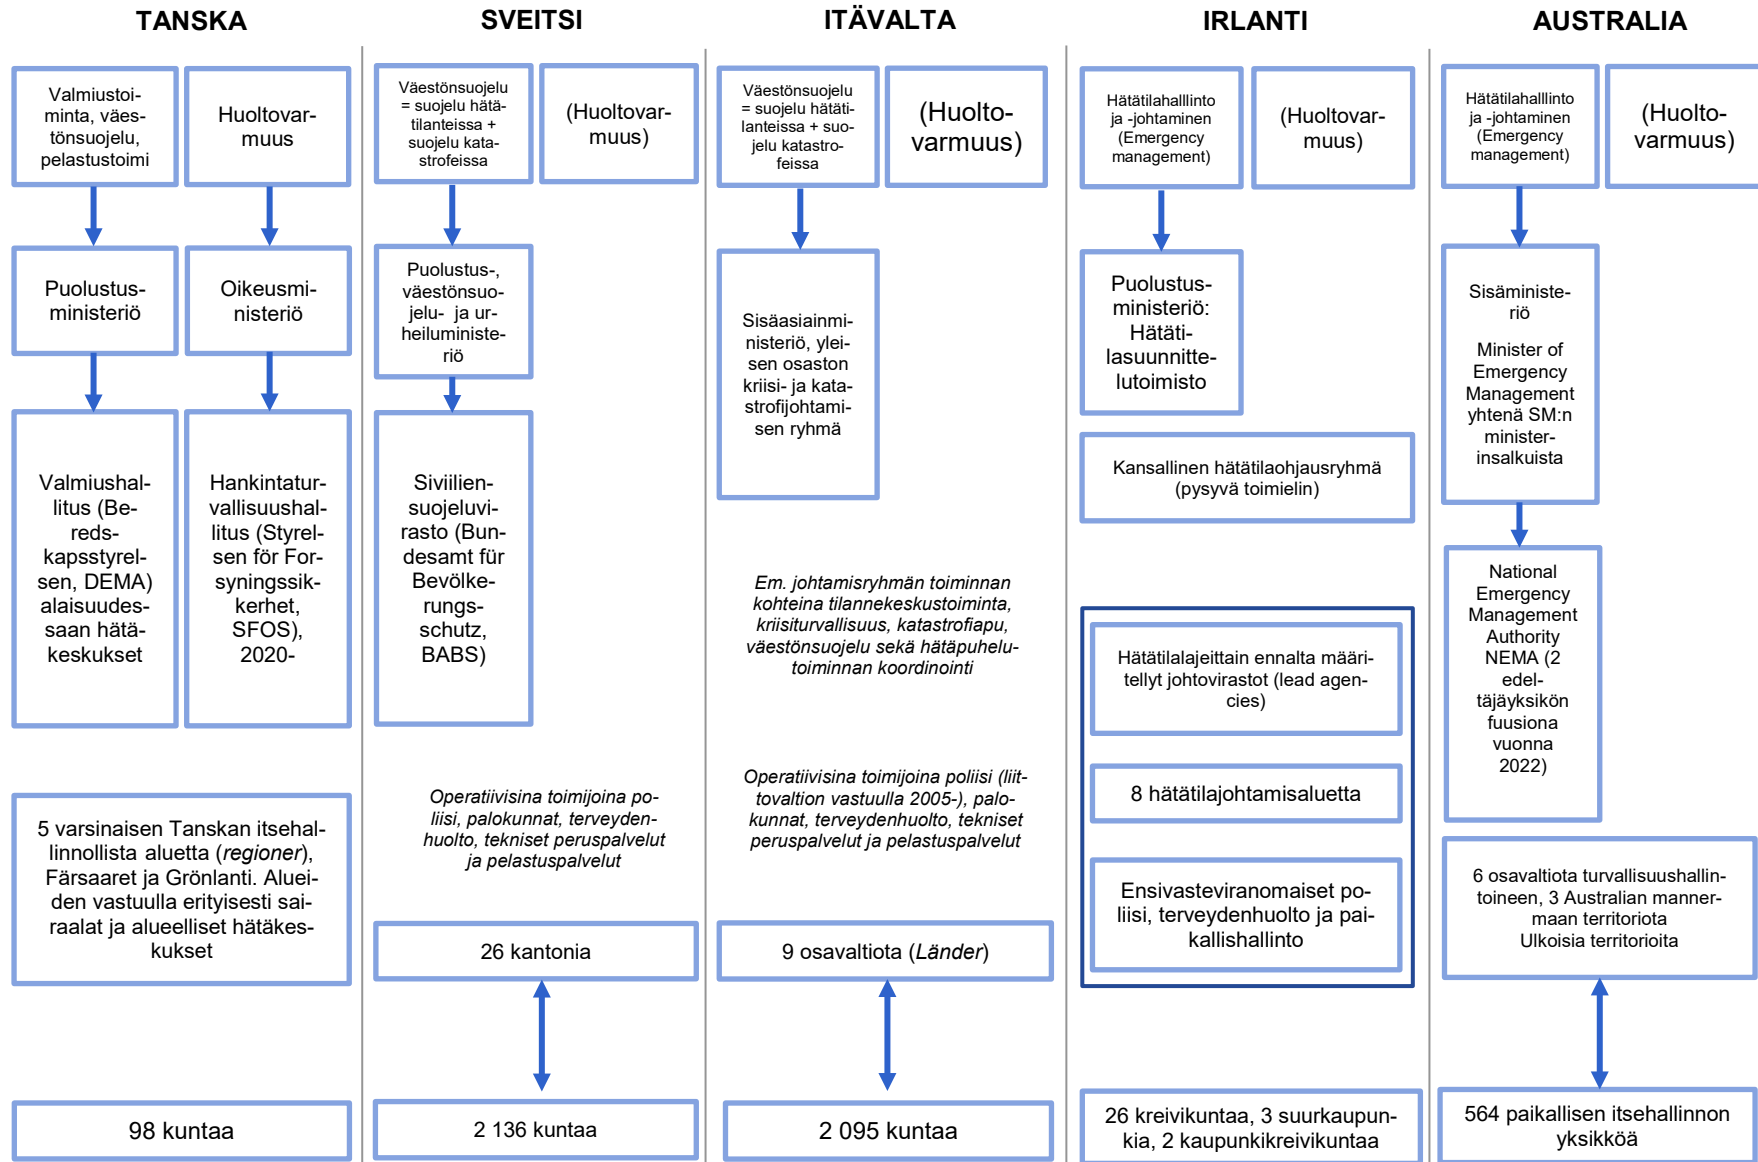 TANSKA
Valmiustoi-
minta, väes-
tönsuojelu,
pelastustoimi
Huoltovar-
muus
Puolustus-
ministeriö
Oikeusmi-
nisteriö
Valmiushal-
litus (Be-
reds-
kapsstyrel-
sen, DEMA)
alaisuudes-
saan hätä-
keskukset
Hankintatur-
vallisuushal-
litus (Styrel-
sen för For-
syningssik-
kerhet,
SFOS),
2020-
5 varsinaisen Tanskan itsehal-
linnollista aluetta (regioner),
Färsaaret ja Grönlanti. Aluei-
den vastuulla erityisesti sai-
raalat ja alueelliset hätäkes-
kukset
98 kuntaa
SVEITSI
Väestönsuojelu
= suojelu hätä-
tilanteissa +
suojelu kata-
strofeissa
(Huoltovar-
muus)
Puolustus-,
väestönsuo-
jelu- ja ur-
heiluministe-
riö
Siviilien-
suojeluvi-
rasto (Bun-
desamt für
Bevölke-
rungs-
schutz,
BABS)
Operatiivisina toimijoina po-
liisi, palokunnat, terveyden-
huolto, tekniset peruspalvelut
ja pelastuspalvelut
26 kantonia
2 136 kuntaa
ITÄVALTA
Väestönsuojelu
= suojelu hätäti-
lanteissa + suo-
jelu katastro-
feissa
(Huolto-
varmuus)
Sisäasiainmi-
nisteriö, ylei-
sen osaston
kriisi- ja kata-
strofijohtami-
sen ryhmä
Em. johtamisryhmän toiminnan
kohteina tilannekeskustoiminta,
kriisiturvallisuus, katastrofiapu,
väestönsuojelu sekä hätäpuhelu-
toiminnan koordinointi
Operatiivisina toimijoina poliisi (liit-
tovaltion vastuulla 2005-), palo-
kunnat, terveydenhuolto, tekniset
peruspalvelut ja pelastuspalvelut
9 osavaltiota (Länder)
2 095 kuntaa
IRLANTI
Hätätilahalllinto
ja -johtaminen
(Emergency
management)
(Huoltovar-
muus)
Puolustus-
ministeriö:
Hätäti-
lasuunnitte-
lutoimisto
Kansallinen hätätilaohjausryhmä
(pysyvä toimielin)
Hätätilalajeittain ennalta määri-
tellyt johtovirastot (lead agen-
cies)
8 hätätilajohtamisaluetta
Ensivasteviranomaiset po-
liisi, terveydenhuolto ja pai-
kallishallinto
26 kreivikuntaa, 3 suurkaupun-
kia, 2 kaupunkikreivikuntaa
AUSTRALIA
Hätätilahalllinto
ja -johtaminen
(Emergency
management)
(Huolto-
varmuus)
Sisäministe-
riö
Minister of
Emergency
Management
yhtenä SM:n
minister-
insalkuista
National
Emergency
Management
Authority
NEMA (2
edel-
täjäyksikön
fuusiona
vuonna
2022)
6 osavaltiota turvallisuushallin-
toineen, 3 Australian manner-
maan territoriota
Ulkoisia territorioita
564 paikallisen itsehallinnon
yksikköä